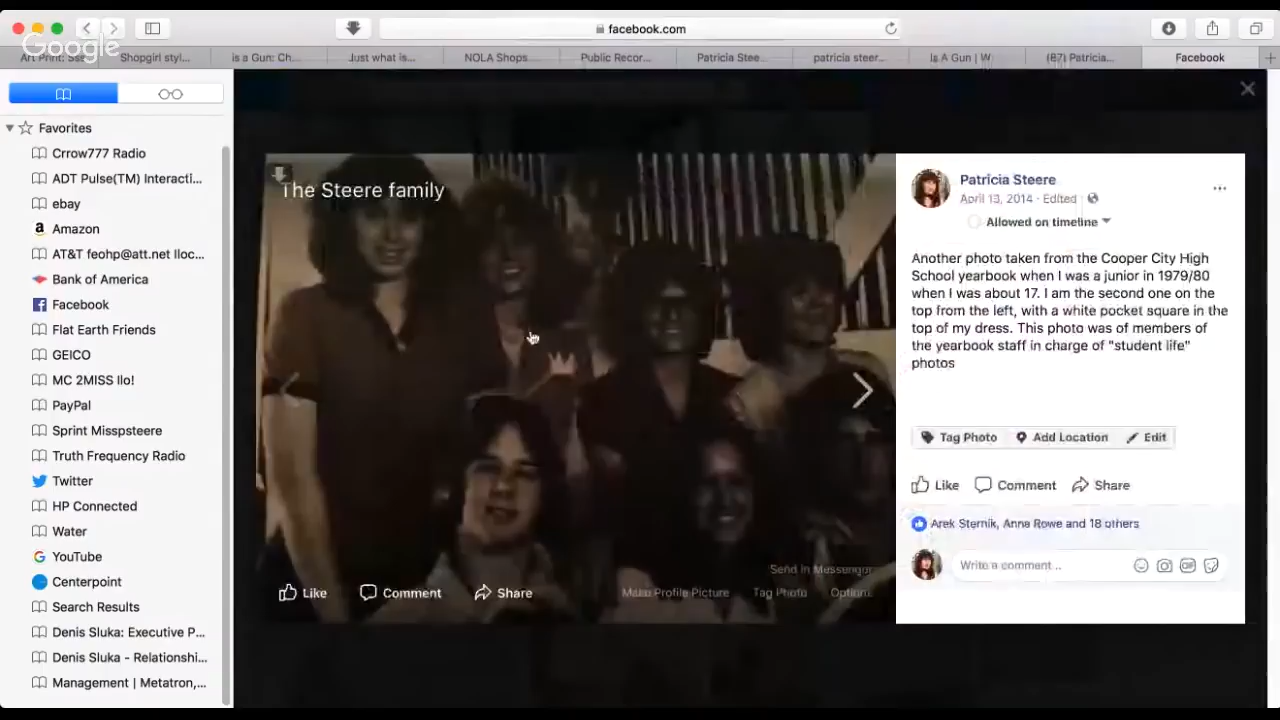 facebook.com
Google
Art Print: Sse
Shopgirl styl...
is a Gun: Ch...
Just what is...
NOLA Shops
Public Recor...
Patricia Stee...
patricia steer...
Is A Gun | W
(87) Patricia...
Facebook
Favorites
Crrow777 Radio
ADT Pulse(TM) Interacti...
ebay
Amazon
AT&T feohp@att.net lloc...
Bank of America
Facebook
Flat Earth Friends
GEICO
MC 2MISS llo!
PayPal
Sprint Misspsteere
Truth Frequency Radio
Twitter
HP Connected
Water
YouTube
Centerpoint
Search Results
Denis Sluka: Executive P...
Denis Sluka - Relationshi...
Management | Metatron,...
The Steere family
Like
Comment
Share
Send in Messenger
Make Profile Picture
Tag Photo
Options
Patricia Steere
April 13, 2014 · Edited ·
Allowed on timeline
Another photo taken from the Cooper City High
School yearbook when I was a junior in 1979/80
when I was about 17. I am the second one on the
top from the left, with a white pocket square in the
top of my dress. This photo was of members of
the yearbook staff in charge of "student life"
photos
Tag Photo
Add Location
Edit
Like
Comment
Share
Arek Sternik, Anna Rowe and 18 others
Write a comment...